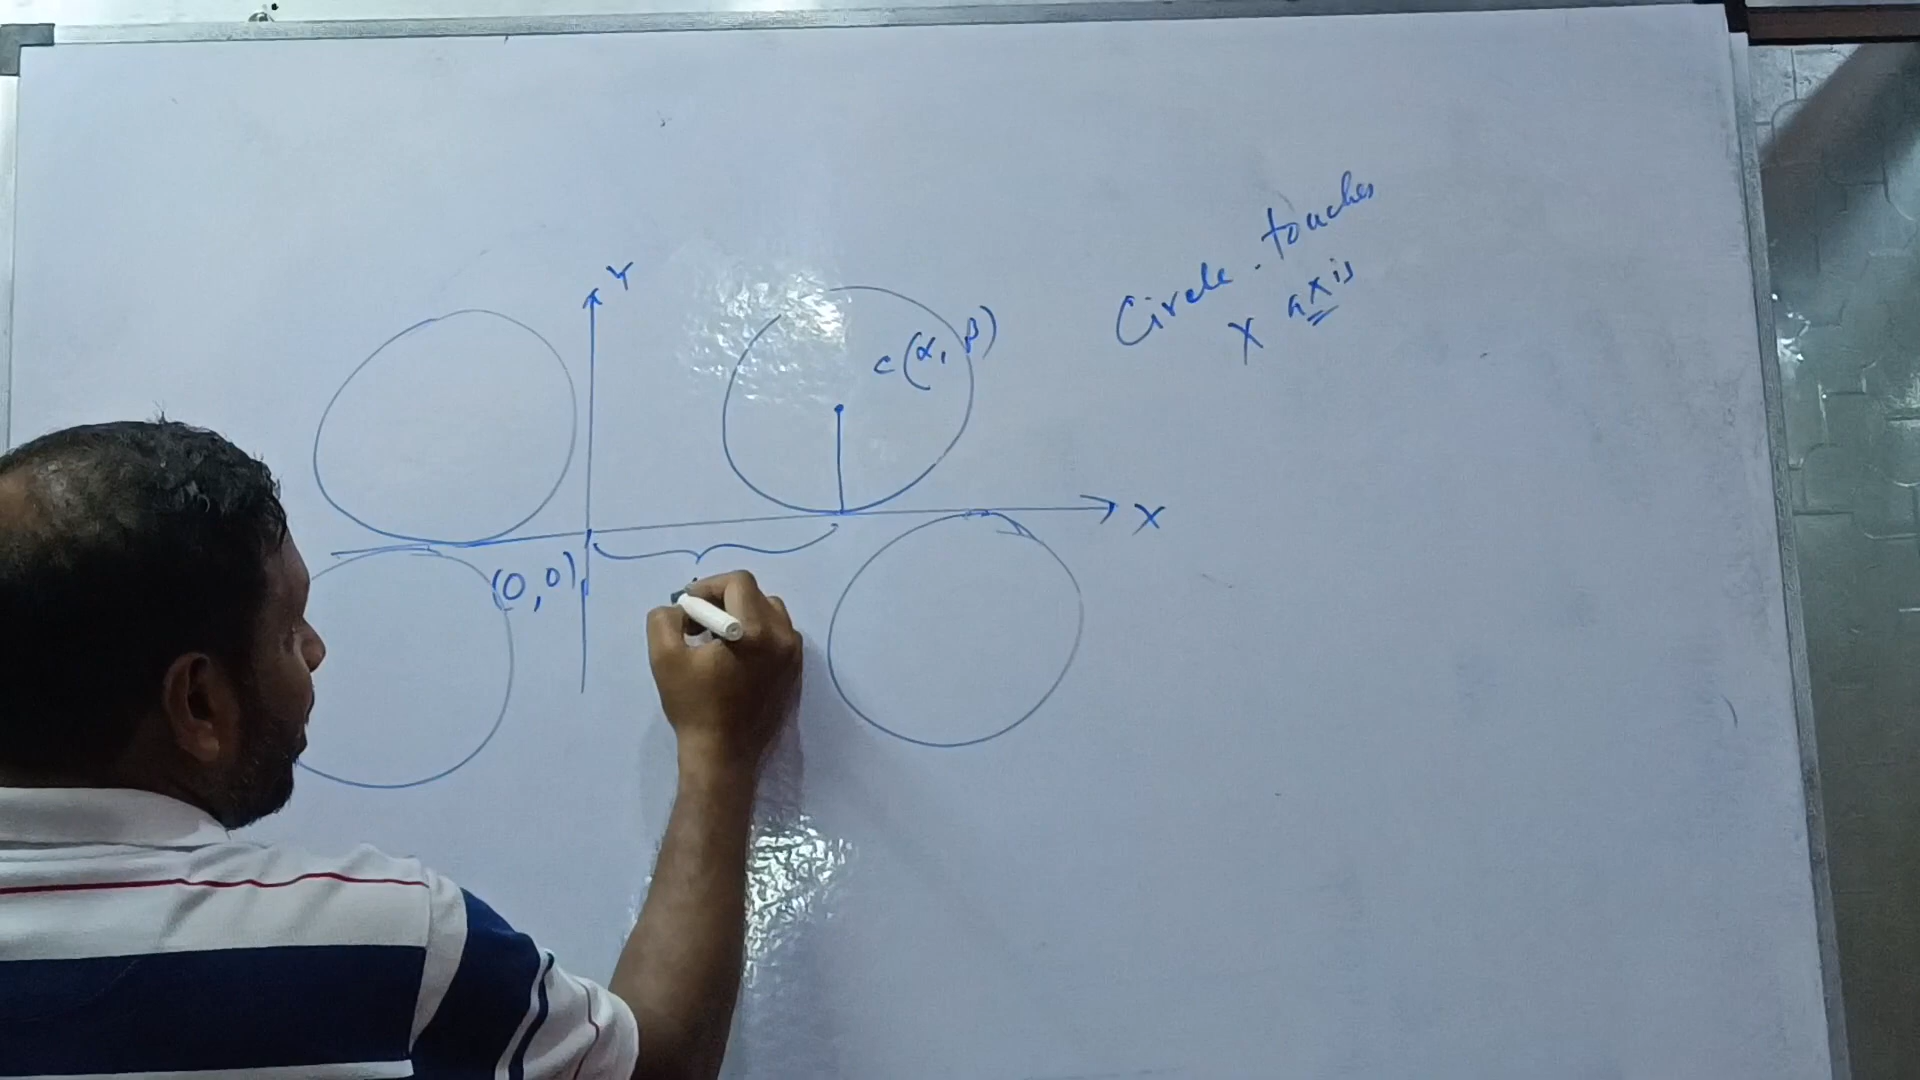 Circle touches
X axis
Y
C(α, β)
X
(0,0)